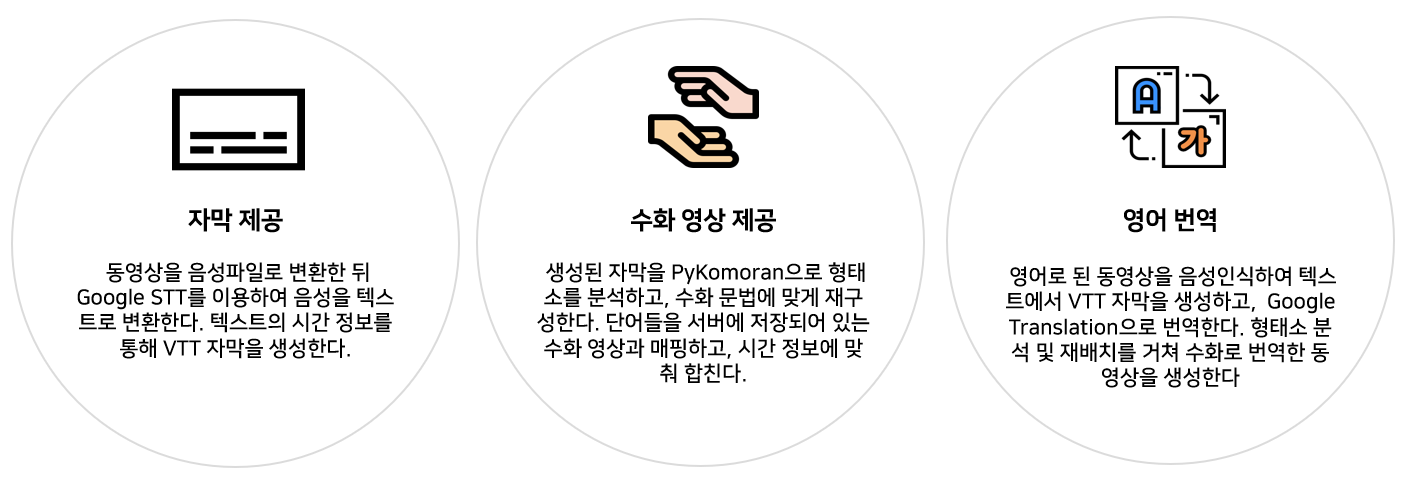 A
가
자막 제공
동영상을 음성파일로 변환한 뒤
Google STT를 이용하여 음성을 텍스
트로 변환한다. 텍스트의 시간 정보를
통해 VTT 자막을 생성한다.
수화 영상 제공
생성된 자막을 PyKomoran으로 형태
소를 분석하고, 수화 문법에 맞게 재구
성한다. 단어들을 서버에 저장되어 있는
수화 영상과 매핑하고, 시간 정보에 맞
춰 합친다.
영어 번역
영어로 된 동영상을 음성인식하여 텍스
트에서 VTT 자막을 생성하고, Google
Translation으로 번역한다. 형태소 분
석 및 재배치를 거쳐 수화로 번역한 동
영상을 생성한다